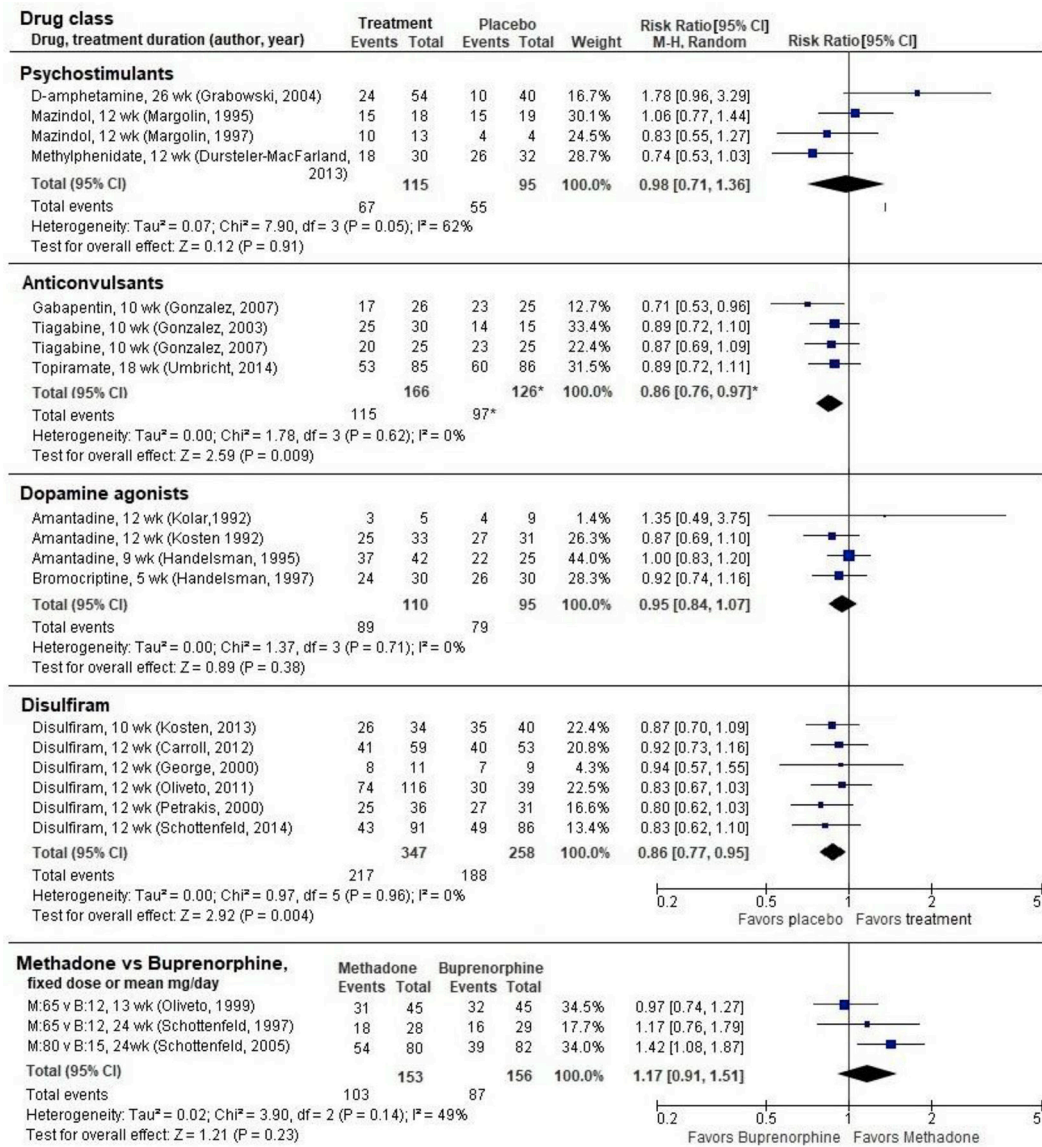 Drug class Treatment Placebo Risk Ratio[95% CI]
Drug, treatment duration (author, year) Events Total Events Total Weight M-H, Random Risk Ratio[95% CI]
Psychostimulants
D-amphetamine, 26 wk (Grabowski, 2004) 24 54 10 40 16.7% 1.78 [0.96, 3.29]
Mazindol, 12 wk (Margolin, 1995) 15 18 15 19 30.1% 1.06 [0.77, 1.44]
Mazindol, 12 wk (Margolin, 1997) 10 13 4 4 24.5% 0.83 [0.55, 1.27]
Methylphenidate, 12 wk (Dursteler-MacFarland, 18 30 26 32 28.7% 0.74 [0.53, 1.03]
2013)
Total (95% CI) 115 95 100.0% 0.98 [0.71, 1.36]
Total events 67 55
Heterogeneity: Tau² = 0.07; Chi² = 7.90, df = 3 (P = 0.05); I² = 62%
Test for overall effect: Z = 0.12 (P = 0.91)
Anticonvulsants
Gabapentin, 10 wk (Gonzalez, 2007) 17 26 23 25 12.7% 0.71 [0.53, 0.96]
Tiagabine, 10 wk (Gonzalez, 2003) 25 30 14 15 33.4% 0.89 [0.72, 1.10]
Tiagabine, 10 wk (Gonzalez, 2007) 20 25 23 25 22.4% 0.87 [0.69, 1.09]
Topiramate, 18 wk (Umbricht, 2014) 53 85 60 86 31.5% 0.89 [0.72, 1.11]
Total (95% CI) 166 126* 100.0% 0.86 [0.76, 0.97]*
Total events 115 97*
Heterogeneity: Tau² = 0.00; Chi² = 1.78, df = 3 (P = 0.62); I² = 0%
Test for overall effect: Z = 2.59 (P = 0.009)
Dopamine agonists
Amantadine, 12 wk (Kolar,1992) 3 5 4 9 1.4% 1.35 [0.49, 3.75]
Amantadine, 12 wk (Kosten 1992) 25 33 27 31 26.3% 0.87 [0.69, 1.10]
Amantadine, 9 wk (Handelsman, 1995) 37 42 22 25 44.0% 1.00 [0.83, 1.20]
Bromocriptine, 5 wk (Handelsman, 1997) 24 30 26 30 28.3% 0.92 [0.74, 1.16]
Total (95% CI) 110 95 100.0% 0.95 [0.84, 1.07]
Total events 89 79
Heterogeneity: Tau² = 0.00; Chi² = 1.37, df = 3 (P = 0.71); I² = 0%
Test for overall effect: Z = 0.89 (P = 0.38)
Disulfiram
Disulfiram, 10 wk (Kosten, 2013) 26 34 35 40 22.4% 0.87 [0.70, 1.09]
Disulfiram, 12 wk (Carroll, 2012) 41 59 40 53 20.8% 0.92 [0.73, 1.16]
Disulfiram, 12 wk (George, 2000) 8 11 7 9 4.3% 0.94 [0.57, 1.55]
Disulfiram, 12 wk (Oliveto, 2011) 74 116 30 39 22.5% 0.83 [0.67, 1.03]
Disulfiram, 12 wk (Petrakis, 2000) 25 36 27 31 16.6% 0.80 [0.62, 1.03]
Disulfiram, 12 wk (Schottenfeld, 2014) 43 91 49 86 13.4% 0.83 [0.62, 1.10]
Total (95% CI) 347 258 100.0% 0.86 [0.77, 0.95]
Total events 217 188
Heterogeneity: Tau² = 0.00; Chi² = 0.97, df = 5 (P = 0.96); I² = 0%
Test for overall effect: Z = 2.92 (P = 0.004)
0.2 0.5 1 2 5
Favors placebo Favors treatment
Methadone vs Buprenorphine, Methadone Buprenorphine
fixed dose or mean mg/day Events Total Events Total
M:65 v B:12, 13 wk (Oliveto, 1999) 31 45 32 45 34.5% 0.97 [0.74, 1.27]
M:65 v B:12, 24 wk (Schottenfeld, 1997) 18 28 16 29 17.7% 1.17 [0.76, 1.79]
M:80 v B:15, 24wk (Schottenfeld, 2005) 54 80 39 82 34.0% 1.42 [1.08, 1.87]
Total (95% CI) 153 156 100.0% 1.17 [0.91, 1.51]
Total events 103 87
Heterogeneity: Tau² = 0.02; Chi² = 3.90, df = 2 (P = 0.14); I² = 49%
Test for overall effect: Z = 1.21 (P = 0.23)
0.2 0.5 1 2 5
Favors Buprenorphine Favors Methadone